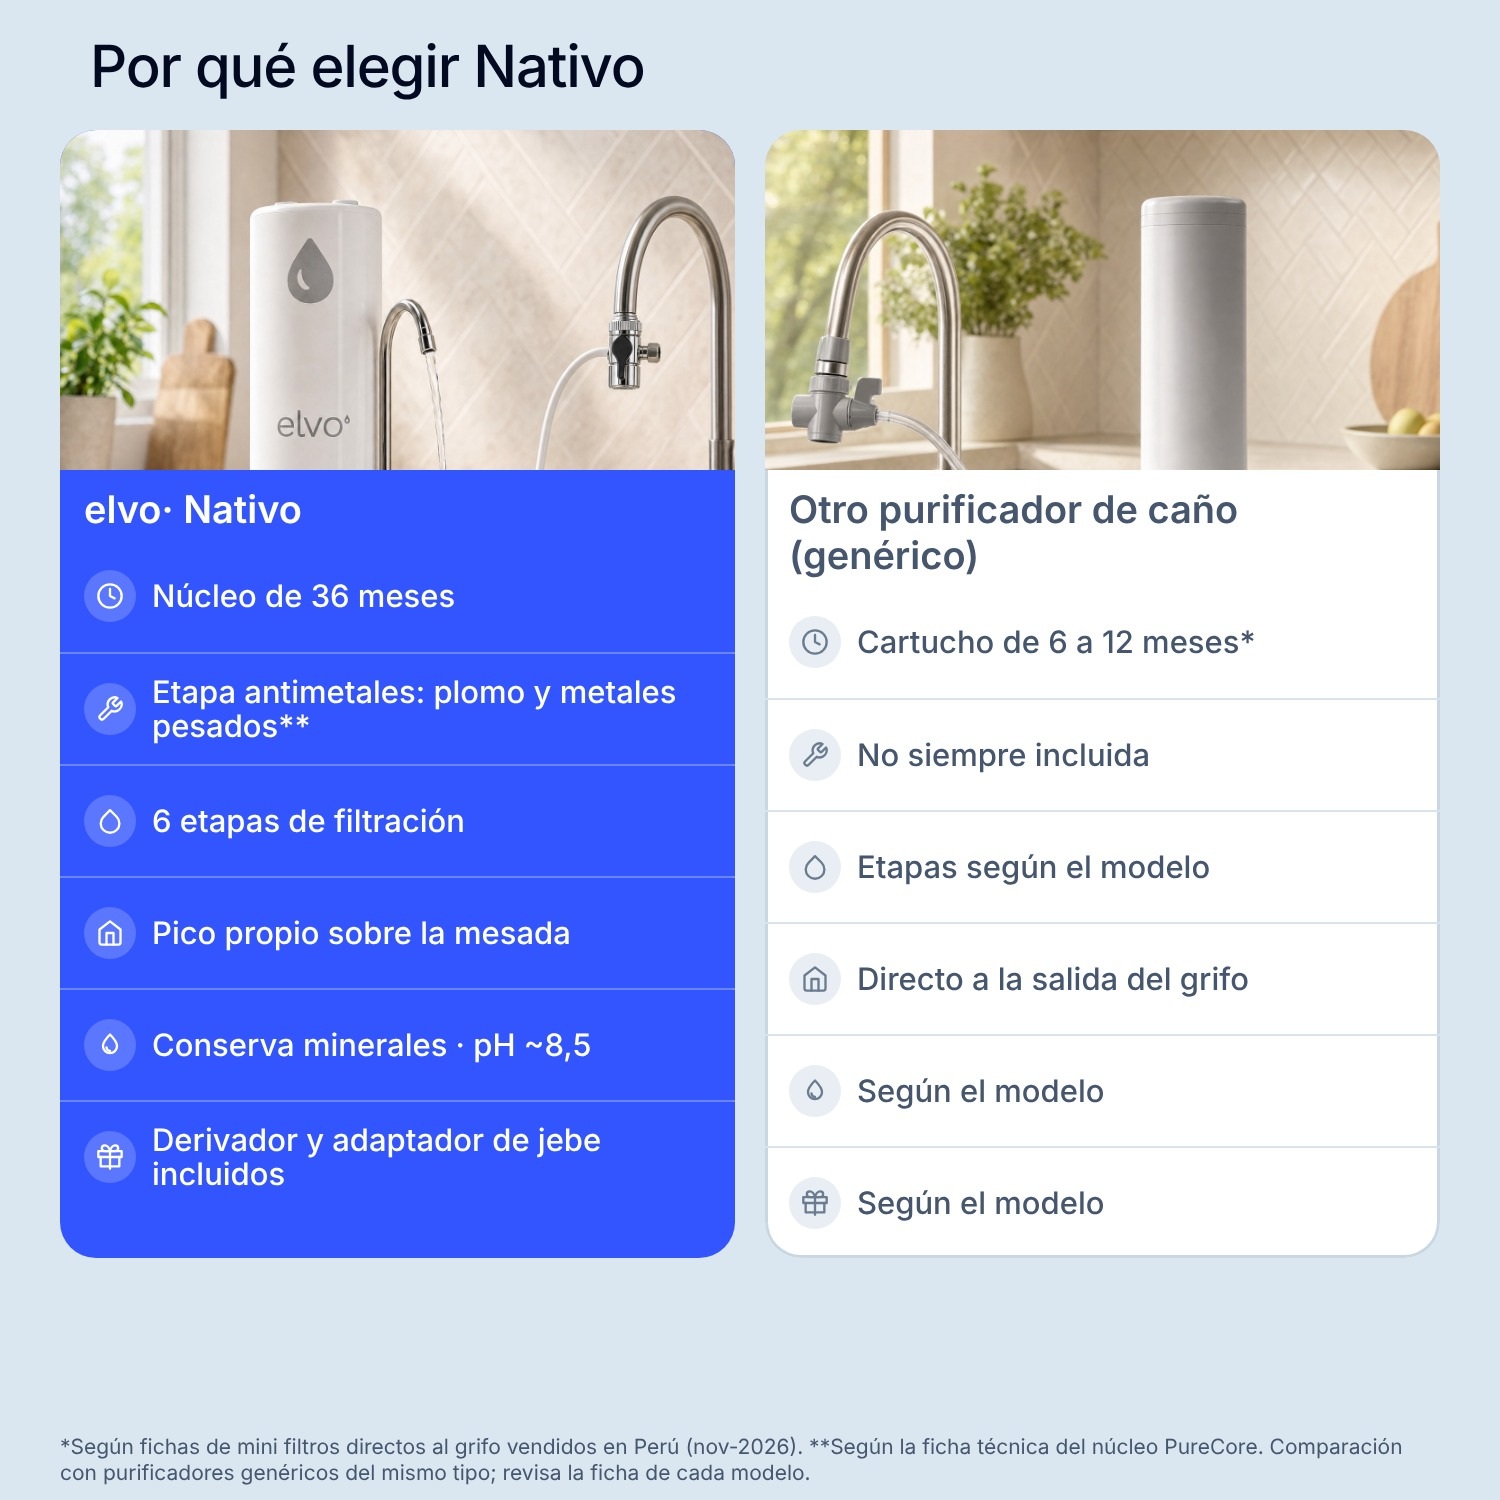 Por qué elegir Nativo
elvo
elvo· Nativo
Núcleo de 36 meses
Etapa antimetales: plomo y metales
pesados**
6 etapas de filtración
Pico propio sobre la mesada
Conserva minerales · pH ~8,5
Derivador y adaptador de jebe
incluidos
Otro purificador de caño
(genérico)
Cartucho de 6 a 12 meses*
No siempre incluida
Etapas según el modelo
Directo a la salida del grifo
Según el modelo
Según el modelo
*Según fichas de mini filtros directos al grifo vendidos en Perú (nov-2026). **Según la ficha técnica del núcleo PureCore. Comparación
con purificadores genéricos del mismo tipo; revisa la ficha de cada modelo.